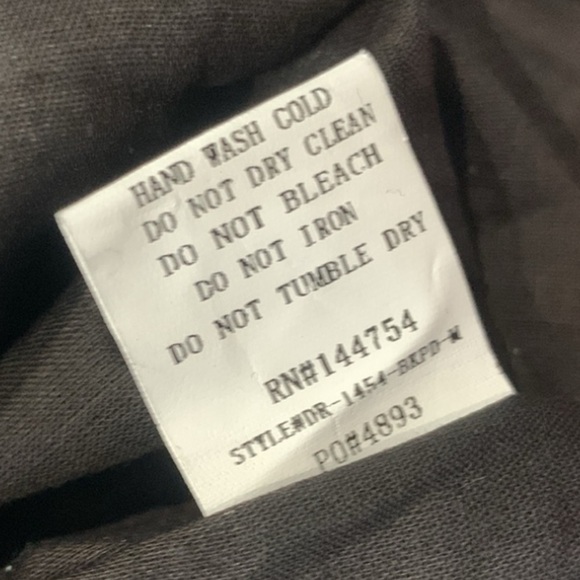 HAND WASH COLD
DO NOT DRY CLEAN
DO NOT BLEACH
DO NOT IRON
DO NOT TUMBLE DRY
RN#144754
STYLE#DR-1454-BKPD-M
PO#4893